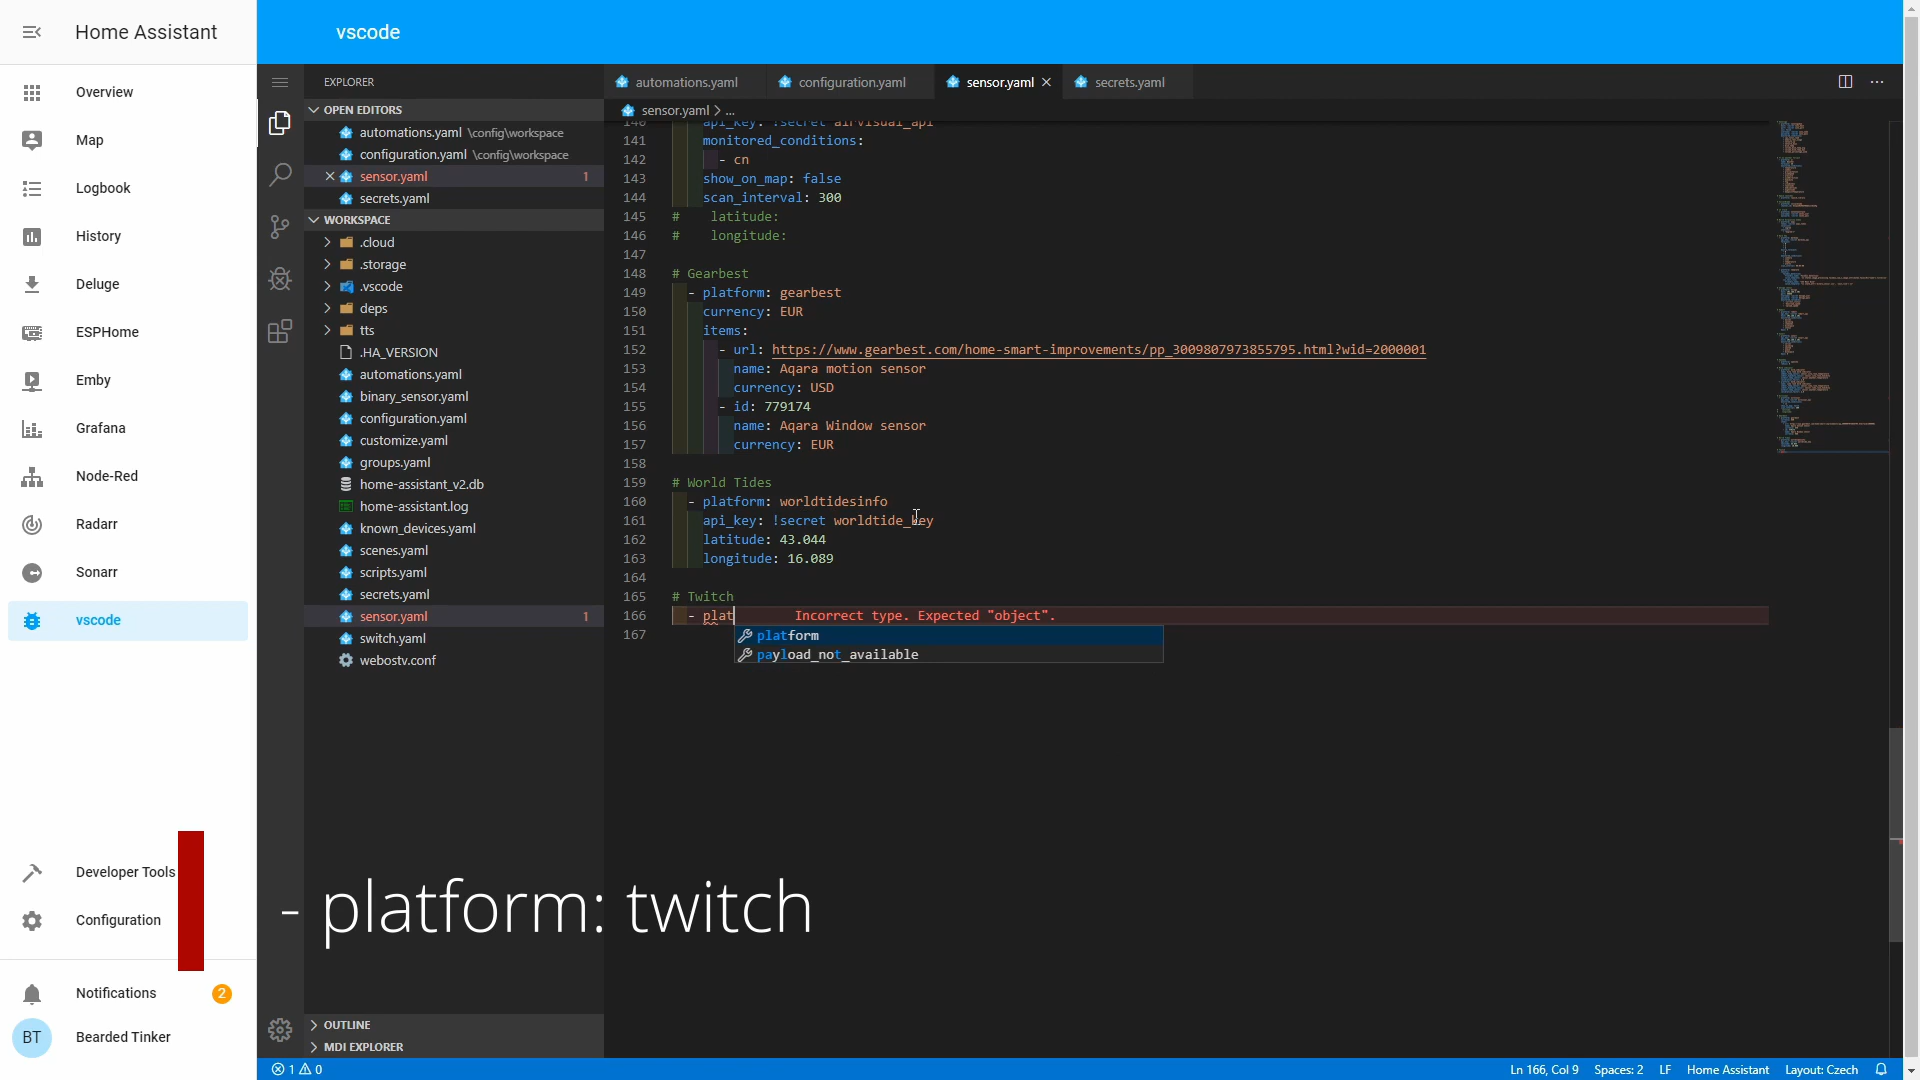 Home Assistant
Overview
Map
Logbook
History
Deluge
ESPHome
Emby
Grafana
Node-Red
Radarr
Sonarr
vscode
Developer Tools
Configuration
Notifications
2
BT
Bearded Tinker
vscode
EXPLORER
OPEN EDITORS
automations.yaml \config\workspace
configuration.yaml \config\workspace
sensor.yaml 1
secrets.yaml
WORKSPACE
.cloud
.storage
.vscode
deps
tts
.HA_VERSION
automations.yaml
binary_sensor.yaml
configuration.yaml
customize.yaml
groups.yaml
home-assistant_v2.db
home-assistant.log
known_devices.yaml
scenes.yaml
scripts.yaml
secrets.yaml
sensor.yaml 1
switch.yaml
webostv.conf
OUTLINE
MDI EXPLORER
automations.yaml configuration.yaml sensor.yaml secrets.yaml
sensor.yaml > ...
140 api_key: !secret airvisual_api
141 monitored_conditions:
142 - cn
143 show_on_map: false
144 scan_interval: 300
145 # latitude:
146 # longitude:
147
148 # Gearbest
149 - platform: gearbest
150 currency: EUR
151 items:
152 - url: https://www.gearbest.com/home-smart-improvements/pp_3009807973855795.html?wid=2000001
153 name: Aqara motion sensor
154 currency: USD
155 - id: 779174
156 name: Aqara Window sensor
157 currency: EUR
158
159 # World Tides
160 - platform: worldtidesinfo
161 api_key: !secret worldtide_key
162 latitude: 43.044
163 longitude: 16.089
164
165 # Twitch
166 - plat Incorrect type. Expected "object".
167
platform
payload_not_available
- platform: twitch
1 0
Ln 166, Col 9 Spaces: 2 LF Home Assistant Layout: Czech